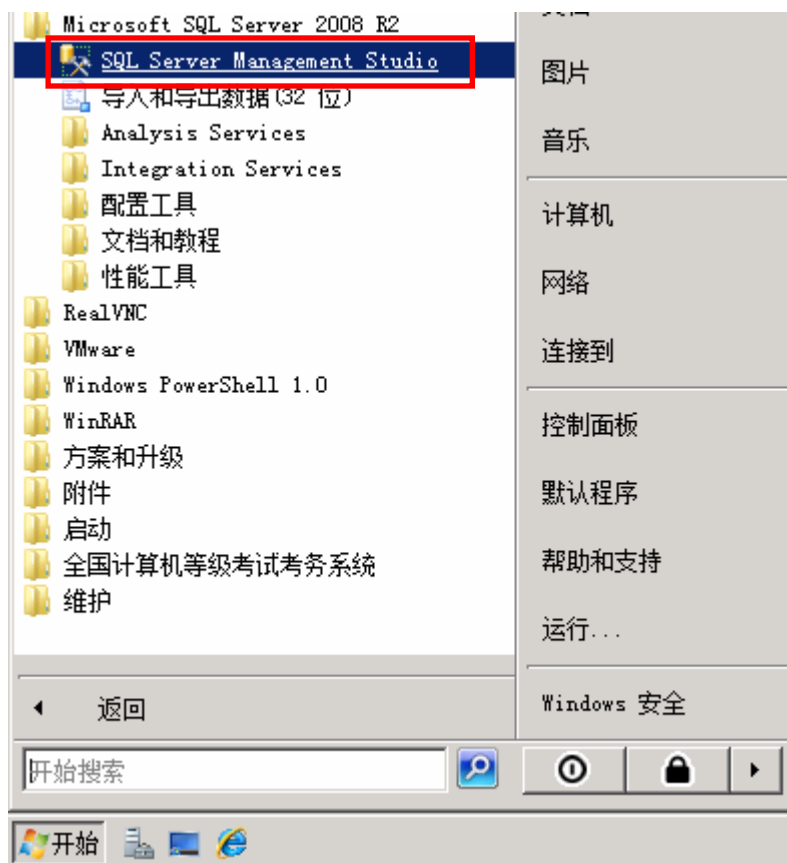 Microsoft SQL Server 2008 R2
SQL Server Management Studio
导入和导出数据(32 位)
Analysis Services
Integration Services
配置工具
文档和教程
性能工具
RealVNC
VMware
Windows PowerShell 1.0
WinRAR
方案和升级
附件
启动
全国计算机等级考试考务系统
维护
返回
开始搜索
图片
音乐
计算机
网络
连接到
控制面板
默认程序
帮助和支持
运行...
Windows 安全
开始